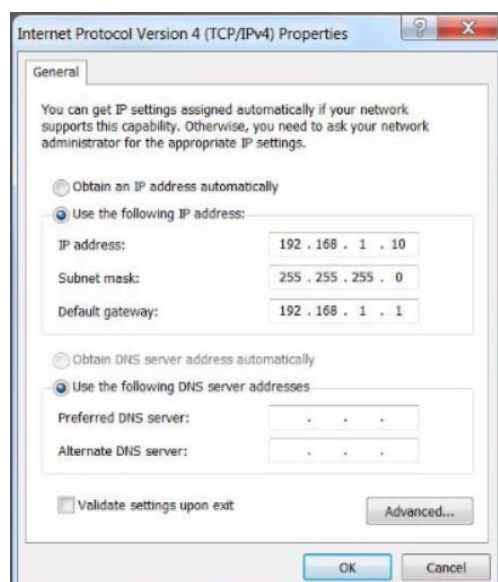 Internet Protocol Version 4 (TCP/IPv4) Properties
General
You can get IP settings assigned automatically if your network
supports this capability. Otherwise, you need to ask your network
administrator for the appropriate IP settings.
Obtain an IP address automatically
Use the following IP address:
IP address: 192 . 168 . 1 . 10
Subnet mask: 255 . 255 . 255 . 0
Default gateway: 192 . 168 . 1 . 1
Obtain DNS server address automatically
Use the following DNS server addresses
Preferred DNS server: . . .
Alternate DNS server: . . .
Validate settings upon exit
Advanced...
OK Cancel